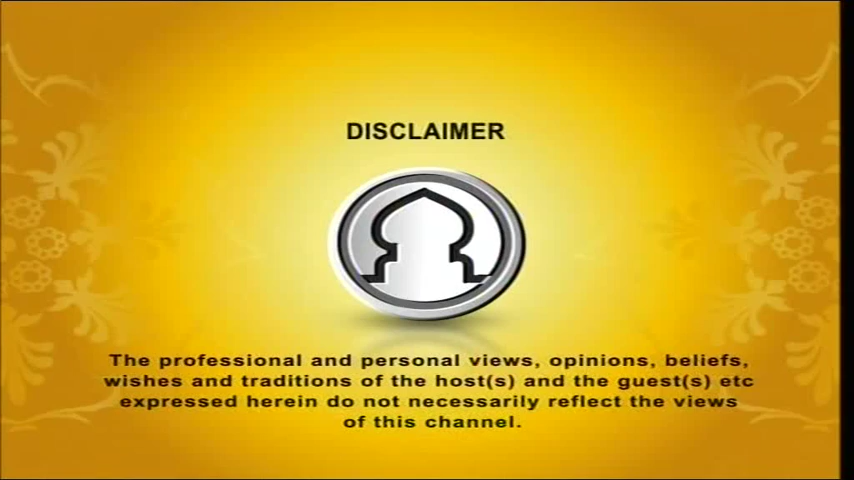 DISCLAIMER
The professional and personal views, opinions, beliefs,
wishes and traditions of the host(s) and the guest(s) etc
expressed herein do not necessarily reflect the views
of this channel.